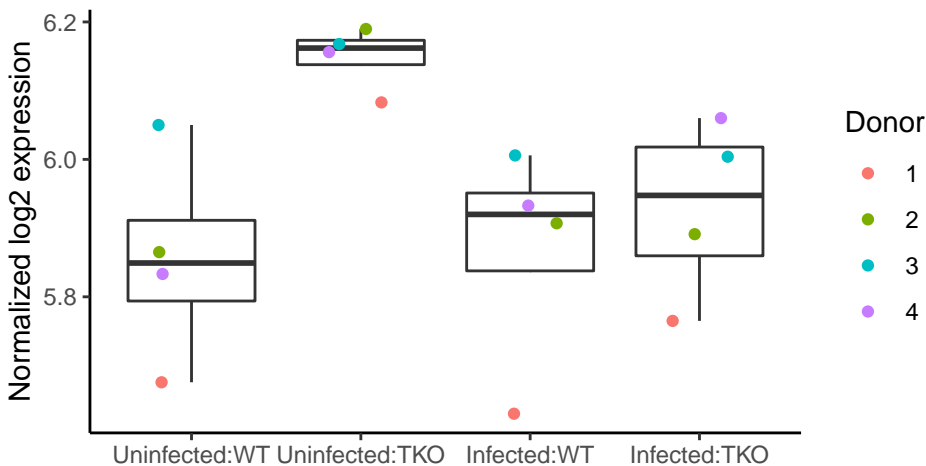 Normalized log2 expression
6.2
6.0
5.8
Uninfected:WT Uninfected:TKO Infected:WT Infected:TKO
Donor
1
2
3
4